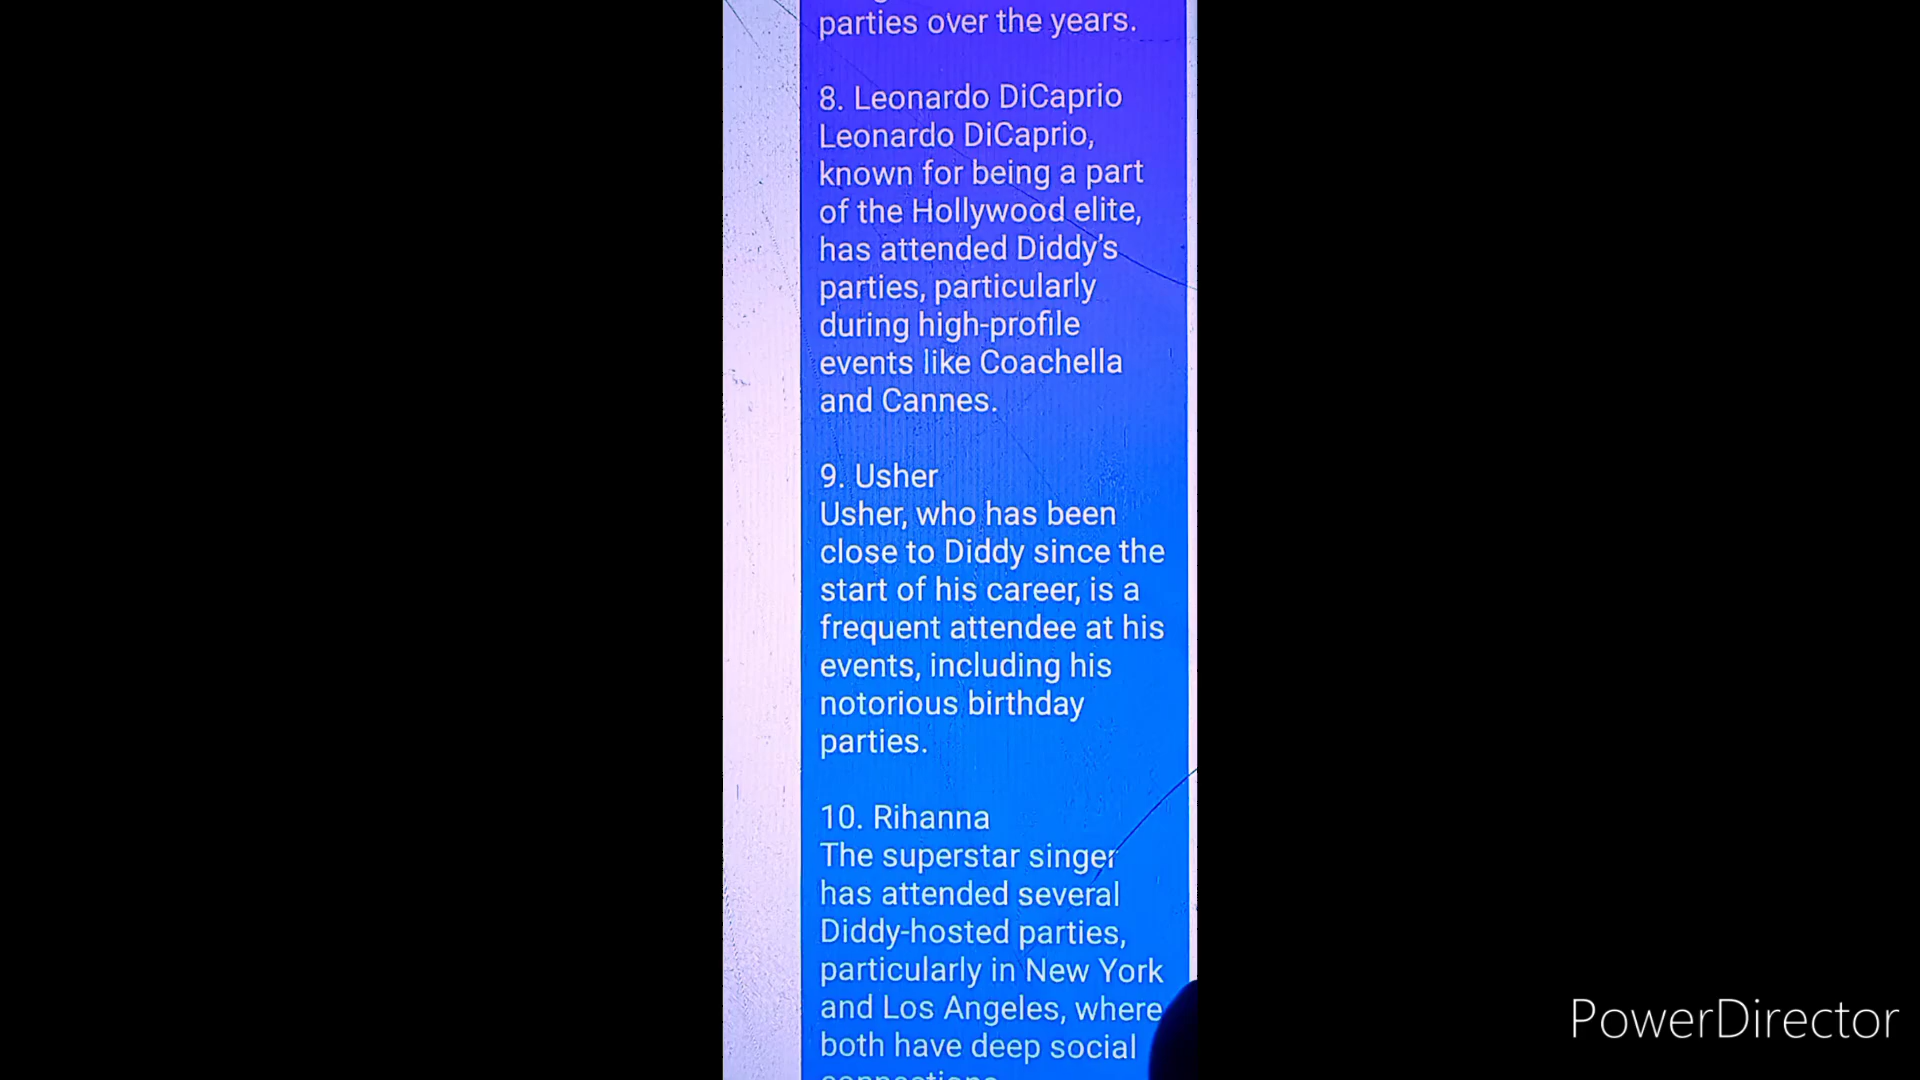 parties over the years.
8. Leonardo DiCaprio
Leonardo DiCaprio,
known for being a part
of the Hollywood elite,
has attended Diddy's
parties, particularly
during high-profile
events like Coachella
and Cannes.
9. Usher
Usher, who has been
close to Diddy since the
start of his career, is a
frequent attendee at his
events, including his
notorious birthday
parties.
10. Rihanna
The superstar singer
has attended several
Diddy-hosted parties,
particularly in New York
and Los Angeles, where
both have deep social
PowerDirector